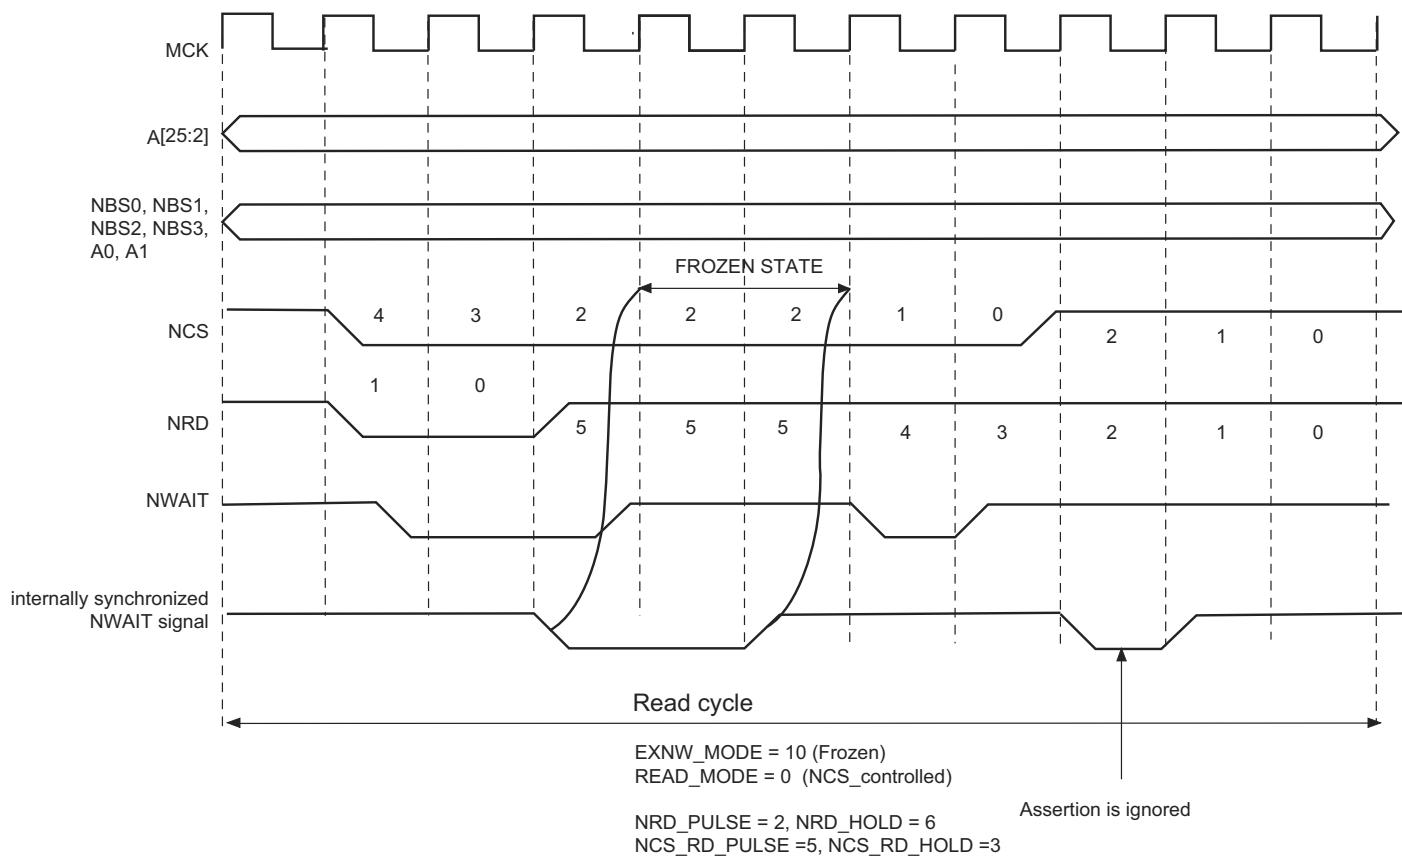 MCK
A[25:2]
NBS0, NBS1,
NBS2, NBS3,
A0, A1
FROZEN STATE
NCS
4 3 2 2 2 1 0
2 1 0
1 0
NRD
5 5 5 4 3 2 1 0
NWAIT
internally synchronized
NWAIT signal
Read cycle
EXNW_MODE = 10 (Frozen)
READ_MODE = 0 (NCS_controlled)
Assertion is ignored
NRD_PULSE = 2, NRD_HOLD = 6
NCS_RD_PULSE =5, NCS_RD_HOLD =3